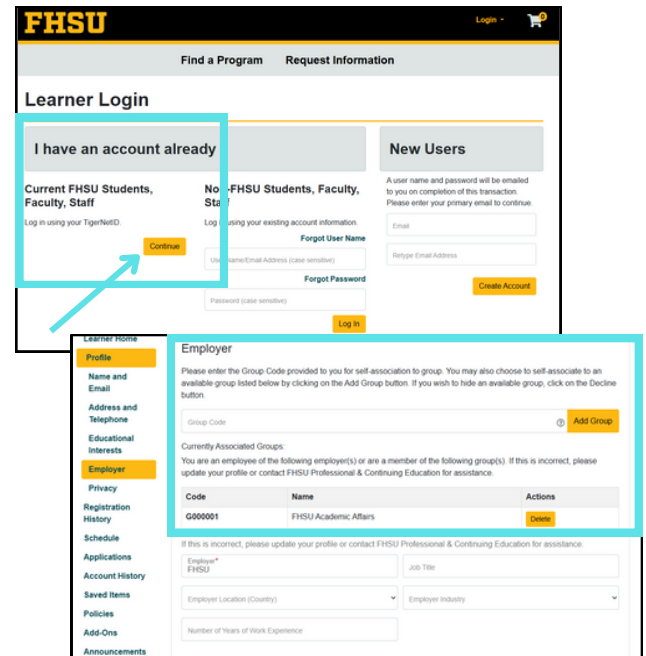 FHSU
Login
0
Find a Program Request Information
Learner Login
I have an account already
New Users
Current FHSU Students,
Faculty, Staff
Log in using your TigerNetID.
Continue
Students, Faculty,
Log using your existing account information.
Forgot User Name
Name/Email Address (case sensitive)
Forgot Password
Password (case sensitive)
Log In
A user name and password will be emailed
to you on completion of this transaction.
Please enter your primary email to continue.
Email
Retype Email Address
Create Account
Learner Home
Profile
Name and
Email
Address and
Telephone
Educational
Interests
Employer
Privacy
Registration
History
Schedule
Applications
Account History
Saved Items
Policies
Add-Ons
Announcements
Employer
Please enter the Group Code provided to you for self-association to group. You may also choose to self-associate to an
available group listed below by clicking on the Add Group button. If you wish to hide an available group, click on the Decline
button.
Group Code
Add Group
Currently Associated Groups:
You are an employee of the following employer(s) or are a member of the following group(s). If this is incorrect, please
update your profile or contact FHSU Professional & Continuing Education for assistance.
Code Name Actions
G000001 FHSU Academic Affairs Delete
If this is incorrect, please update your profile or contact FHSU Professional & Continuing Education for assistance.
Employer*
FHSU
Job Title
Employer Location (Country)
Employer Industry
Number of Years of Work Experience